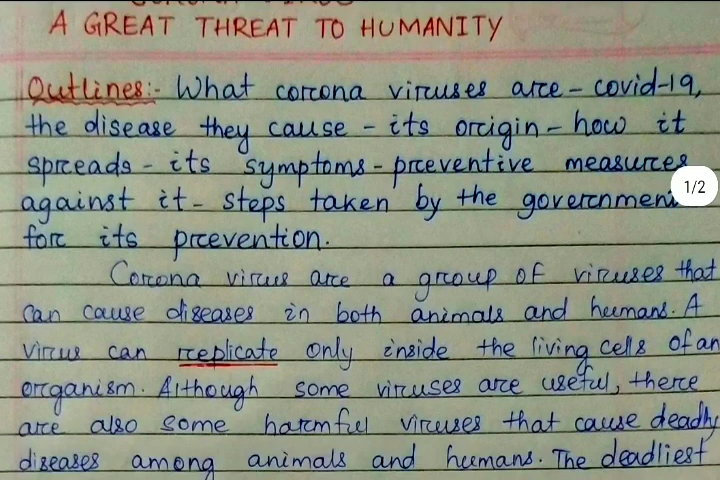 A GREAT THREAT TO HUMANITY
Outlines:- What corona viruses are - covid-19,
the disease they cause - its origin - how it
spreads - its symptoms - preventive measures
1/2
against it - steps taken by the government
for its prevention.
Corona virus are a group of viruses that
can cause diseases in both animals and humans. A
virus can replicate only inside the living cells of an
organism. Although some viruses are useful, there
are also some harmful viruses that cause deadly
diseases among animals and humans. The deadliest